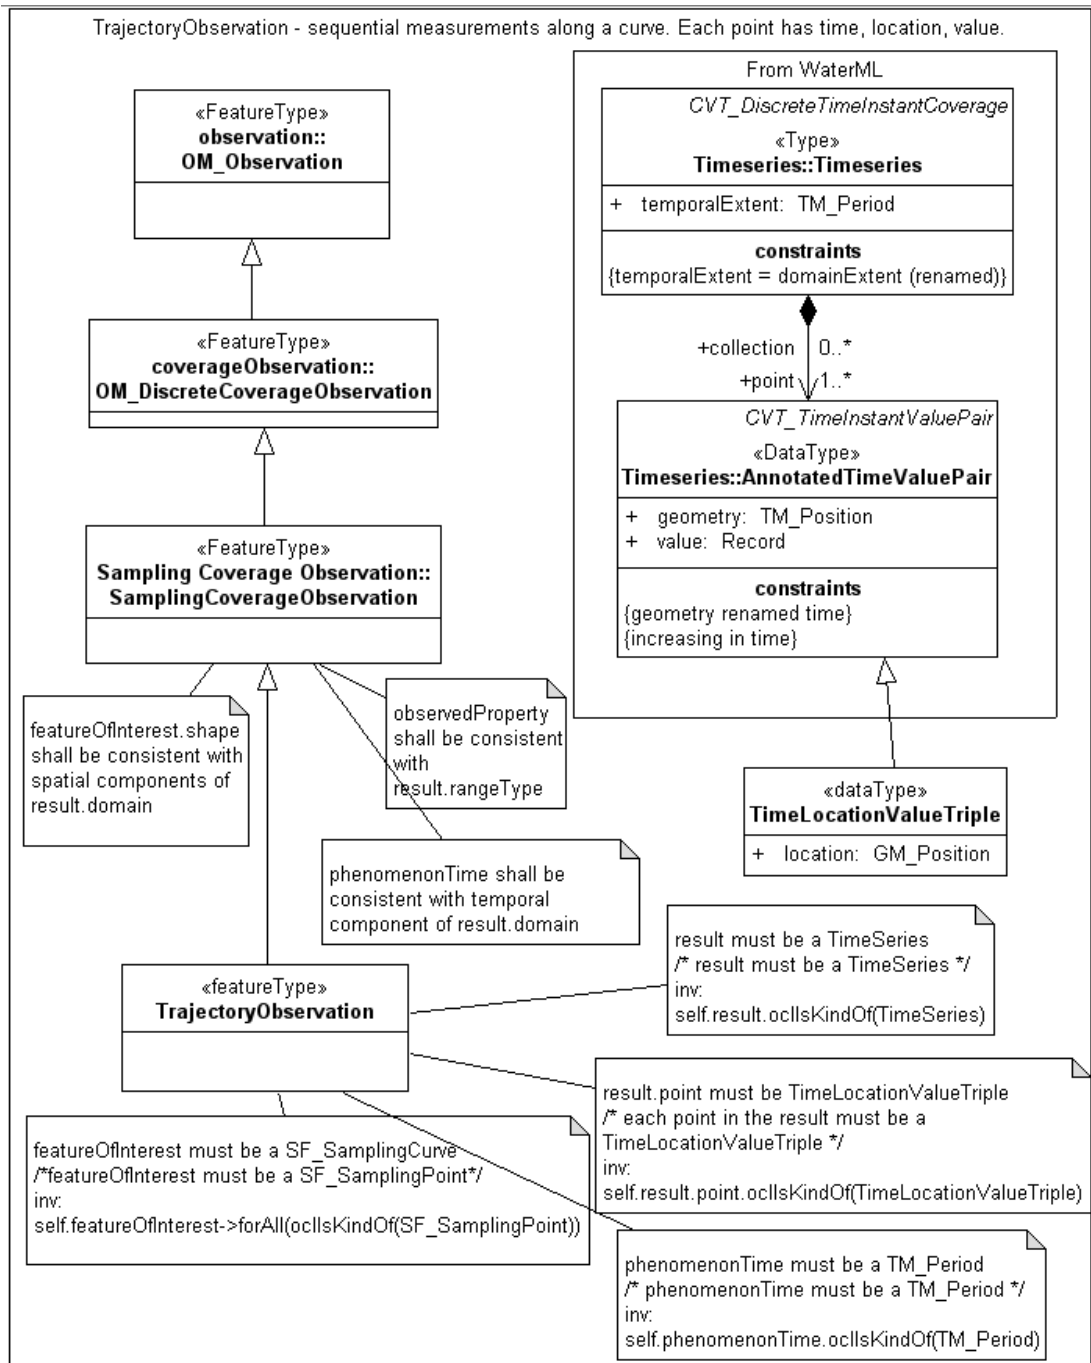 TrajectoryObservation - sequential measurements along a curve. Each point has time, location, value.
«FeatureType»
observation::
OM_Observation
«FeatureType»
coverageObservation::
OM_DiscreteCoverageObservation
«FeatureType»
Sampling Coverage Observation::
SamplingCoverageObservation
featureOfInterest.shape
shall be consistent with
spatial components of
result.domain
observedProperty
shall be consistent
with
result.rangeType
phenomenonTime shall be
consistent with temporal
component of result.domain
From WaterML
CVT_DiscreteTimeInstantCoverage
«Type»
Timeseries::Timeseries
+ temporalExtent: TM_Period
constraints
{temporalExtent = domainExtent (renamed)}
+collection 0..*
+point 1..*
CVT_TimeInstantValuePair
«DataType»
Timeseries::AnnotatedTimeValuePair
+ geometry: TM_Position
+ value: Record
constraints
{geometry renamed time}
{increasing in time}
«dataType»
TimeLocationValueTriple
+ location: GM_Position
«featureType»
TrajectoryObservation
result must be a TimeSeries
/* result must be a TimeSeries */
inv:
self.result.oclIsKindOf(TimeSeries)
result.point must be TimeLocationValueTriple
/* each point in the result must be a
TimeLocationValueTriple */
inv:
self.result.point.oclIsKindOf(TimeLocationValueTriple)
featureOfInterest must be a SF_SamplingCurve
/*featureOfInterest must be a SF_SamplingPoint*/
inv:
self.featureOfInterest->forAll(oclIsKindOf(SF_SamplingPoint))
phenomenonTime must be a TM_Period
/* phenomenonTime must be a TM_Period */
inv:
self.phenomenonTime.oclIsKindOf(TM_Period)